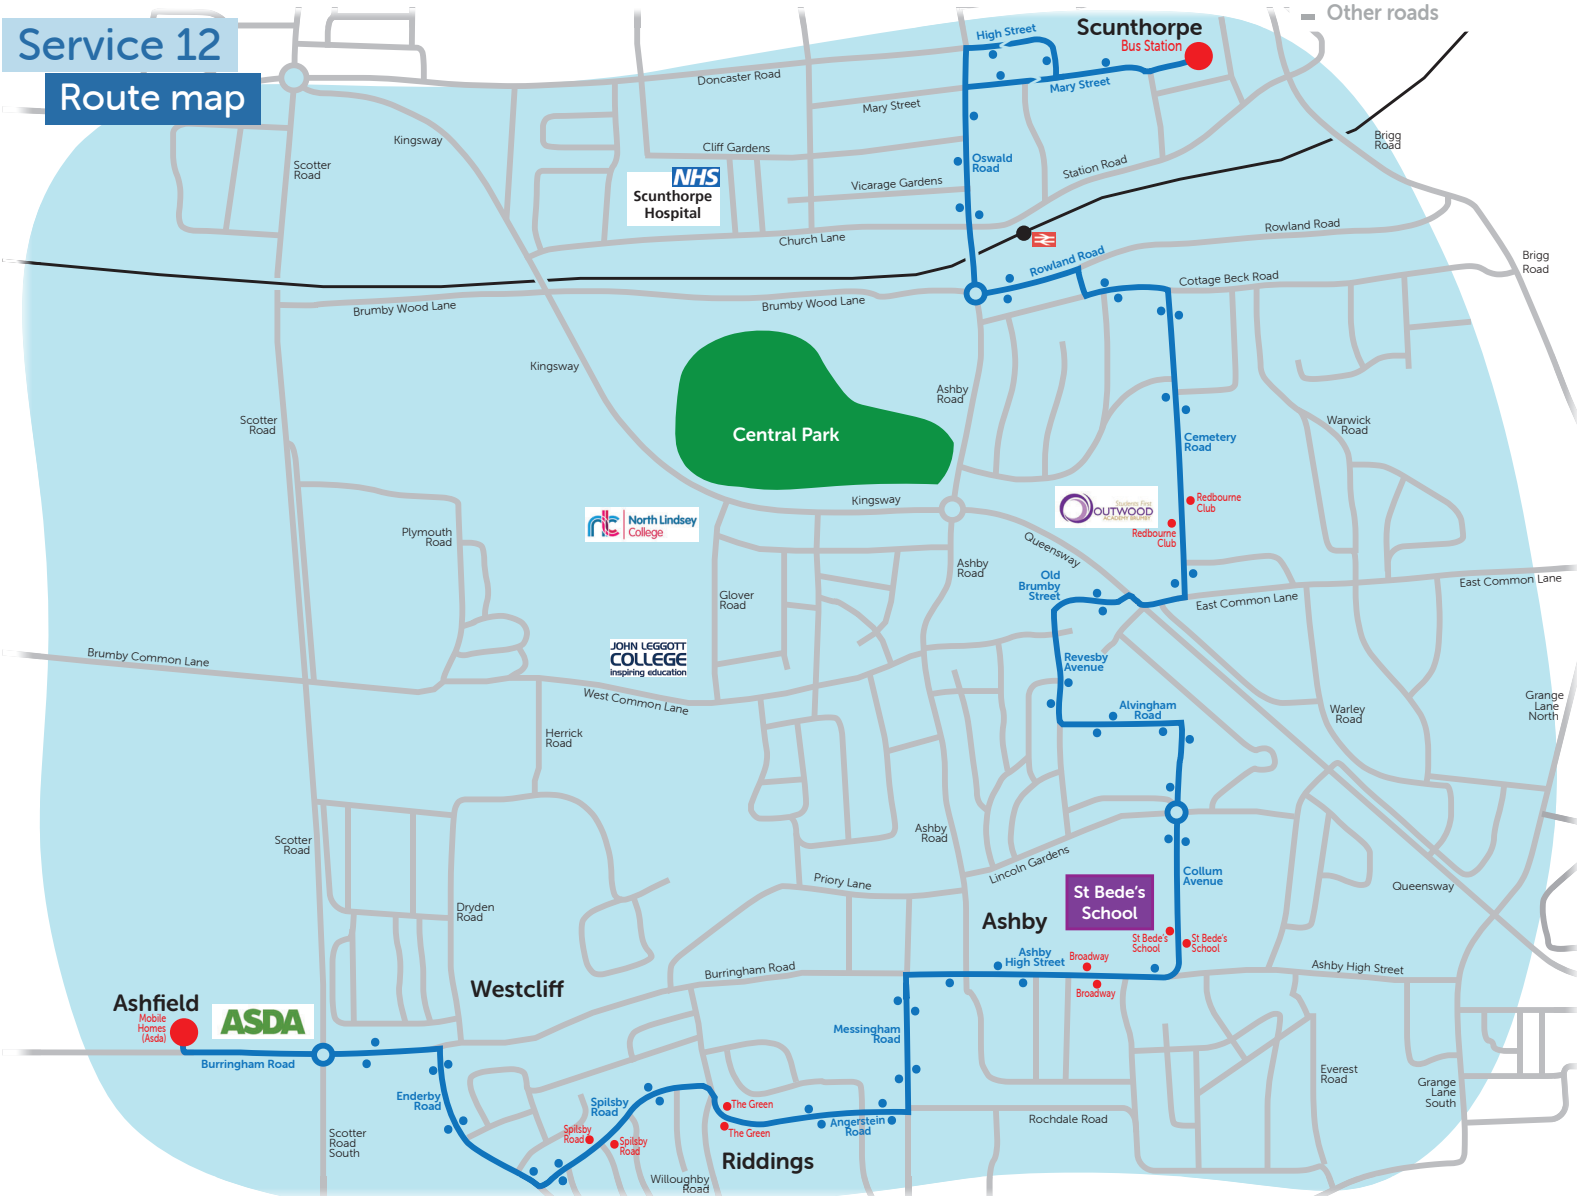 Service 12
Route map
Other roads
Scunthorpe
Bus Station
High Street
Mary Street
Doncaster Road
Mary Street
Kingsway
Cliff Gardens
Scotter
Road
NHS
Scunthorpe
Hospital
Vicarage Gardens
Oswald
Road
Station Road
Brigg
Road
Church Lane
Rowland Road
Rowland Road
Brigg
Road
Cottage Beck Road
Brumby Wood Lane
Brumby Wood Lane
Kingsway
Ashby
Road
Central Park
Scotter
Road
Warwick
Road
Cemetery
Road
Kingsway
Redbourne
Club
Students First
OUTWOOD
ACADEMY BRUMBY
Redbourne
Club
nlc
North Lindsey
College
Plymouth
Road
Queensway
Ashby
Road
Old
Brumby
Street
East Common Lane
East Common Lane
Glover
Road
JOHN LEGGOTT
COLLEGE
inspiring education
Brumby Common Lane
Revesby
Avenue
West Common Lane
Alvingham
Road
Warley
Road
Grange
Lane
North
Herrick
Road
Scotter
Road
Ashby
Road
Lincoln Gardens
Priory Lane
Collum
Avenue
Queensway
St Bede's
School
Dryden
Road
Ashby
St Bede's
School
St Bede's
School
Ashby
High Street
Broadway
Broadway
Ashby High Street
Burringham Road
Westcliff
Ashfield
Mobile
Homes
(Asda)
ASDA
Burringham Road
Messingham
Road
Enderby
Road
Spilsby
Road
The Green
The Green
Angerstein
Road
Rochdale Road
Everest
Road
Grange
Lane
South
Spilsby
Road
Spilsby
Road
Scotter
Road
South
Riddings
Willoughby
Road